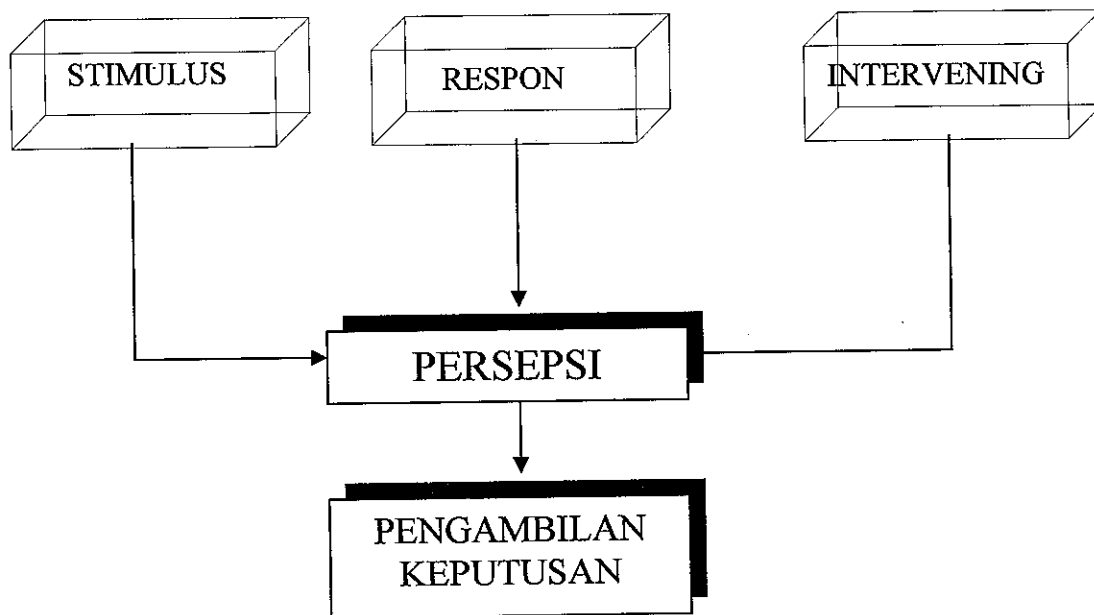 STIMULUS
RESPON
INTERVENING
PERSEPSI
PENGAMBILAN
KEPUTUSAN